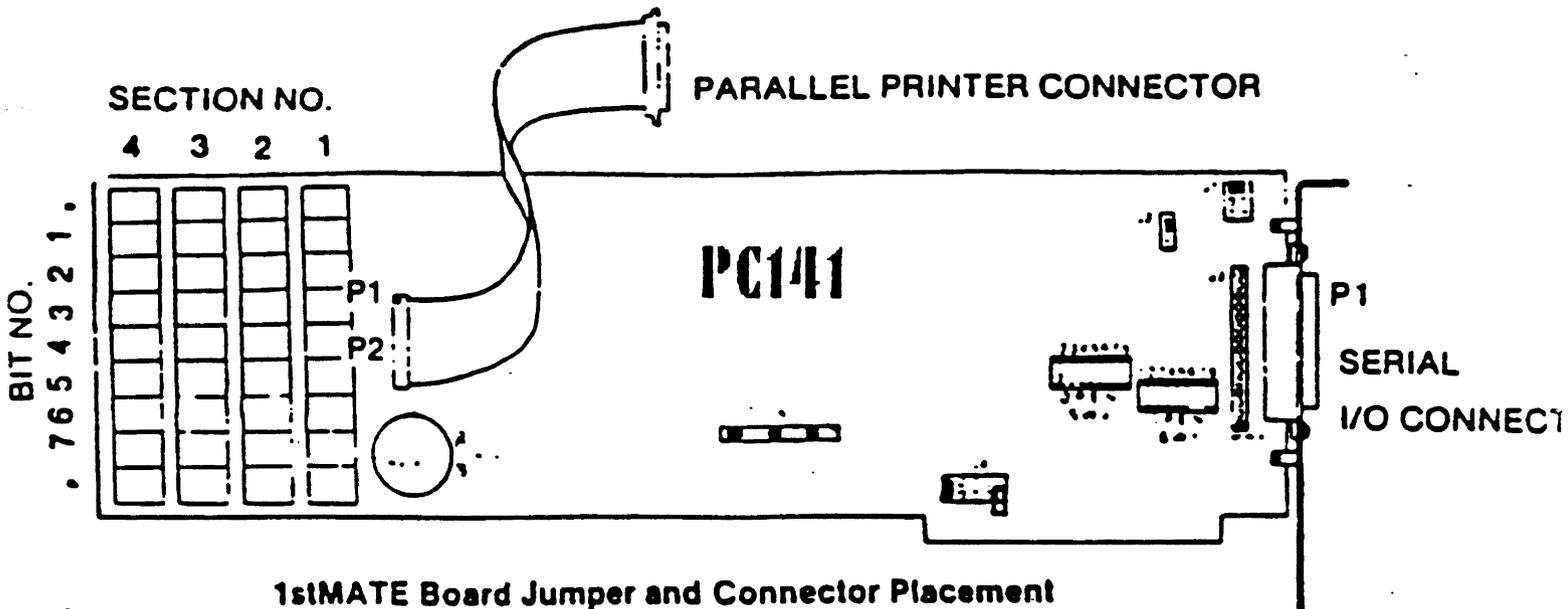 PARALLEL PRINTER CONNECTOR
SECTION NO.
4 3 2 1
BIT NO.
7 6 5 4 3 2 1
P1
P2
PC141
P1
SERIAL
I/O CONNECT
1stMATE Board Jumper and Connector Placement